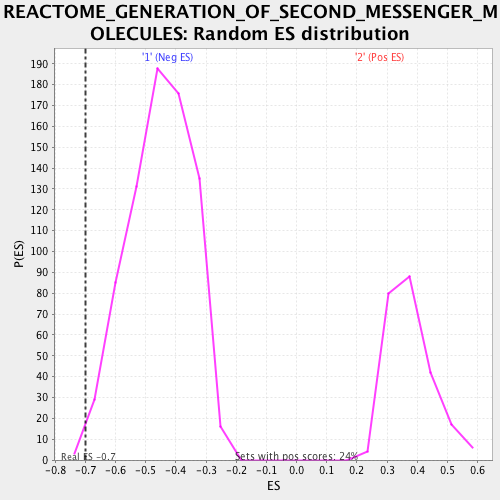 REACTOME_GENERATION_OF_SECOND_MESSENGER_M
OLECULES: Random ES distribution
'1' (Neg ES)
'2' (Pos ES)
190
180
170
160
150
140
130
120
110
100
90
80
70
60
50
40
30
20
10
0
P(ES)
Real ES -0.7
Sets with pos scores: 24%
-0.8 -0.7 -0.6 -0.5 -0.4 -0.3 -0.2 -0.1 0.0 0.1 0.2 0.3 0.4 0.5 0.6
ES